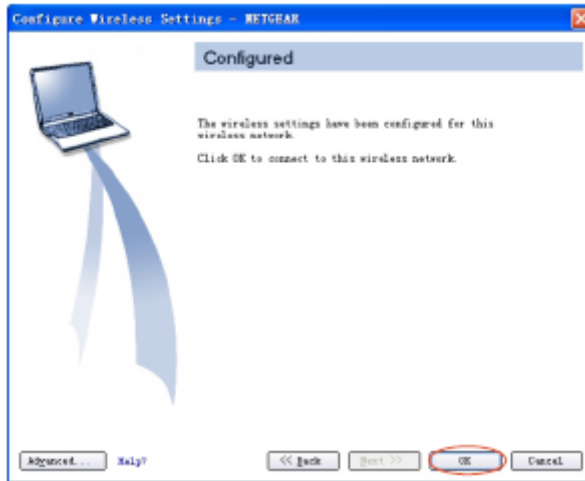 Configure Wireless Settings - NETGEAR
Configured
The wireless settings have been configured for this
wireless network
Click OK to connect to this wireless network.
Advanced... Help? << Back Next >> OK Cancel